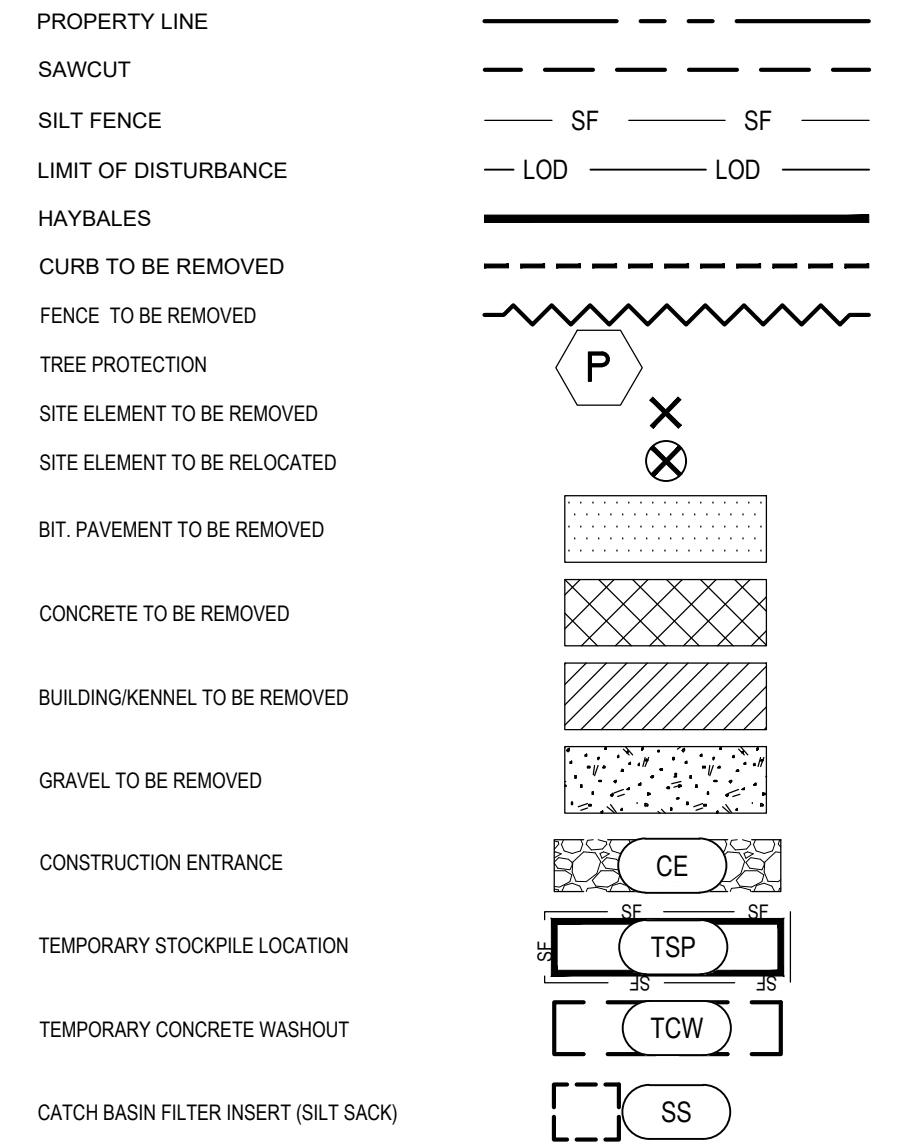 PROPERTY LINE
SAWCUT
SILT FENCE SF SF
LIMIT OF DISTURBANCE LOD LOD
HAYBALES
CURB TO BE REMOVED
FENCE TO BE REMOVED
TREE PROTECTION P
SITE ELEMENT TO BE REMOVED
SITE ELEMENT TO BE RELOCATED
BIT. PAVEMENT TO BE REMOVED
CONCRETE TO BE REMOVED
BUILDING/KENNEL TO BE REMOVED
GRAVEL TO BE REMOVED
CONSTRUCTION ENTRANCE CE
SF SF
TEMPORARY STOCKPILE LOCATION SF TSP
SF SF
TEMPORARY CONCRETE WASHOUT TCW
CATCH BASIN FILTER INSERT (SILT SACK) SS